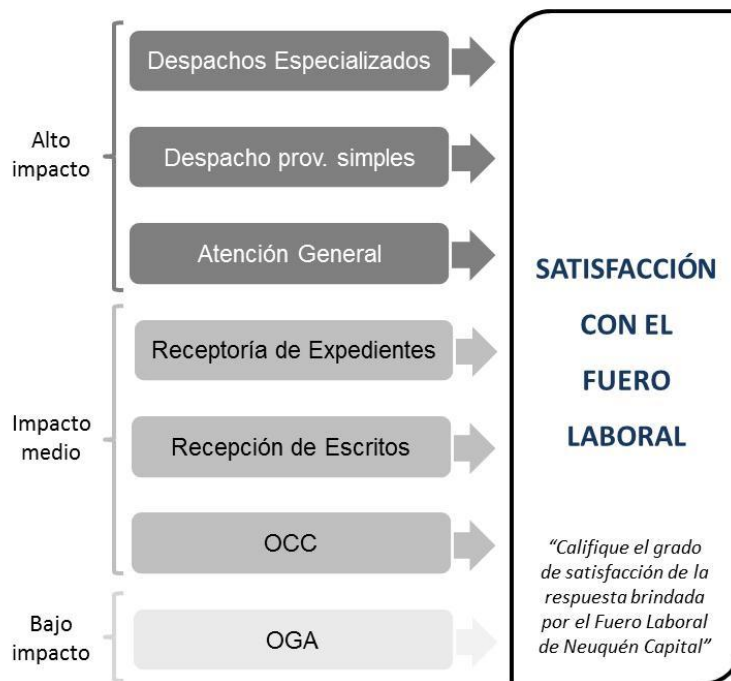 Alto
impacto
Despachos Especializados
Despacho prov. simples
Atención General
Impacto
medio
Receptoría de Expedientes
Recepción de Escritos
OCC
Bajo
impacto
OGA
SATISFACCIÓN
CON EL
FUERO
LABORAL
“Califique el grado
de satisfacción de la
respuesta brindada
por el Fuero Laboral
de Neuquén Capital”